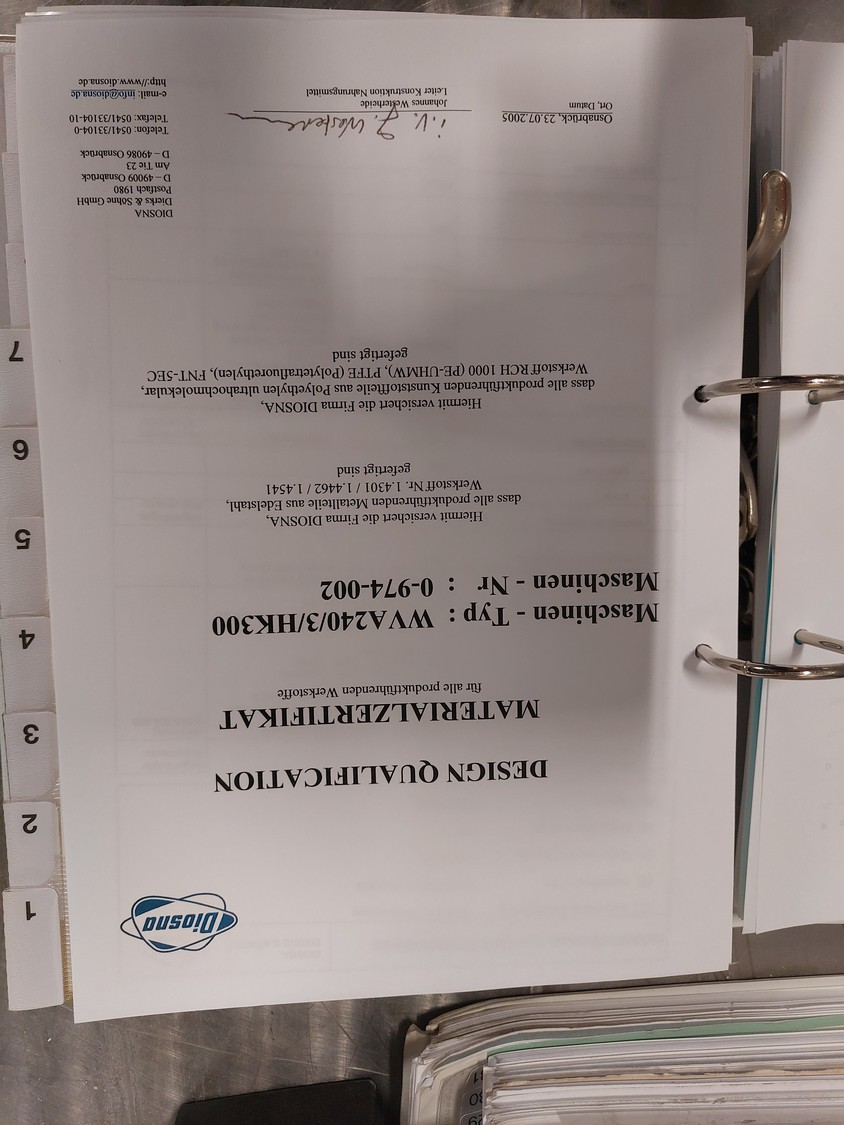 Diosna
DESIGN QUALIFICATION
MATERIALZERTIFIKAT
für alle produktführenden Werkstoffe
Maschinen - Typ : WVA240/3/HK300
Maschinen - Nr : 0-974-002
Hiermit versichert die Firma DIOSNA,
dass alle produktführenden Metallteile aus Edelstahl,
Werkstoff Nr. 1.4301 / 1.4462 / 1.4541
gefertigt sind
Hiermit versichert die Firma DIOSNA,
dass alle produktführenden Kunstoffteile aus Polyethylen ultrahochmolekular,
Werkstoff RCH 1000 (PE-UHMW), PTFE (Polytetrafluorethylen), FNT-SEC
gefertigt sind
DIOSNA
Dierks & Söhne GmbH
Postfach 1980
D – 49009 Osnabrück
Am Tie 23
D – 49086 Osnabrück
Telefon: 0541/33104-0
Telefax: 0541/33104-10
e-mail: info@diosna.de
http://www.diosna.de
Osnabrück, 23.07.2005
Ort, Datum
i.V. J. Westerh
Johannes Westerheide
Leiter Konstruktion Nahrungsmittel
1
2
3
4
5
6
7